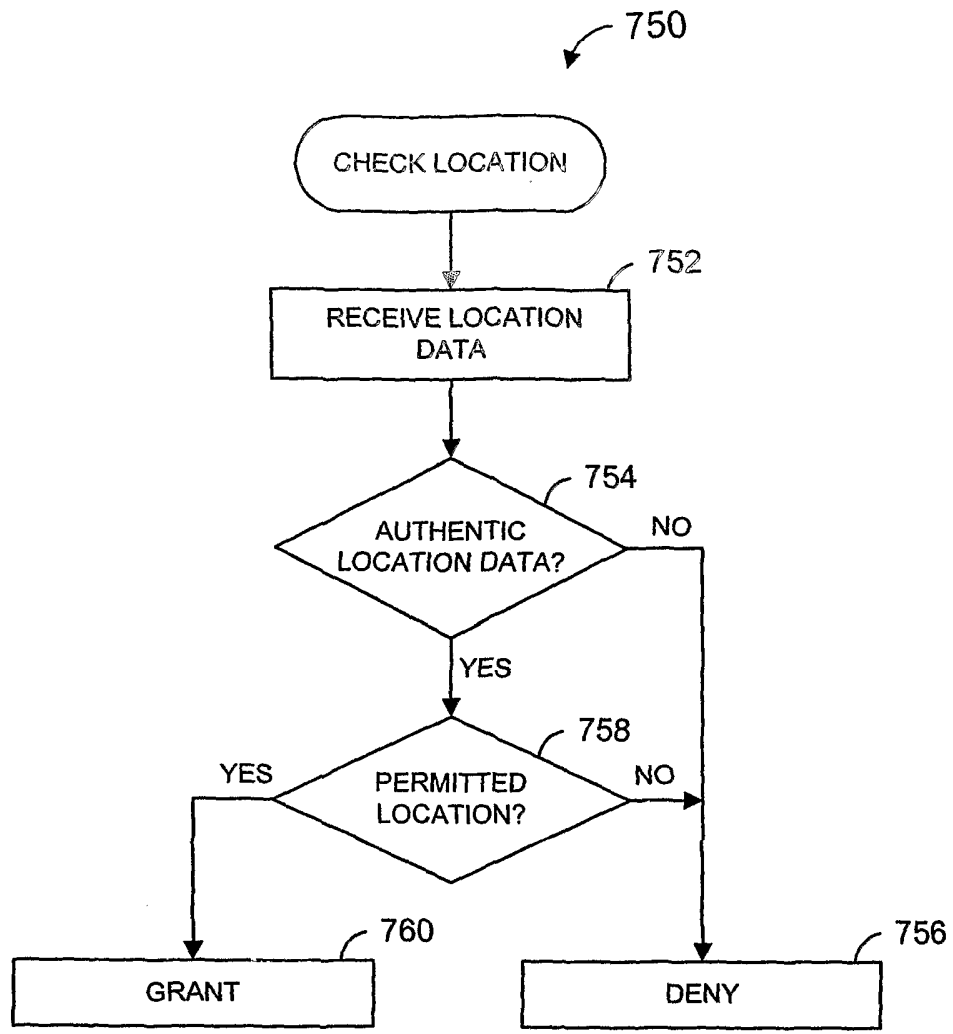 750
CHECK LOCATION
752
RECEIVE LOCATION
DATA
754
AUTHENTIC
LOCATION DATA?
NO
YES
758
YES
PERMITTED
LOCATION?
NO
760
GRANT
756
DENY